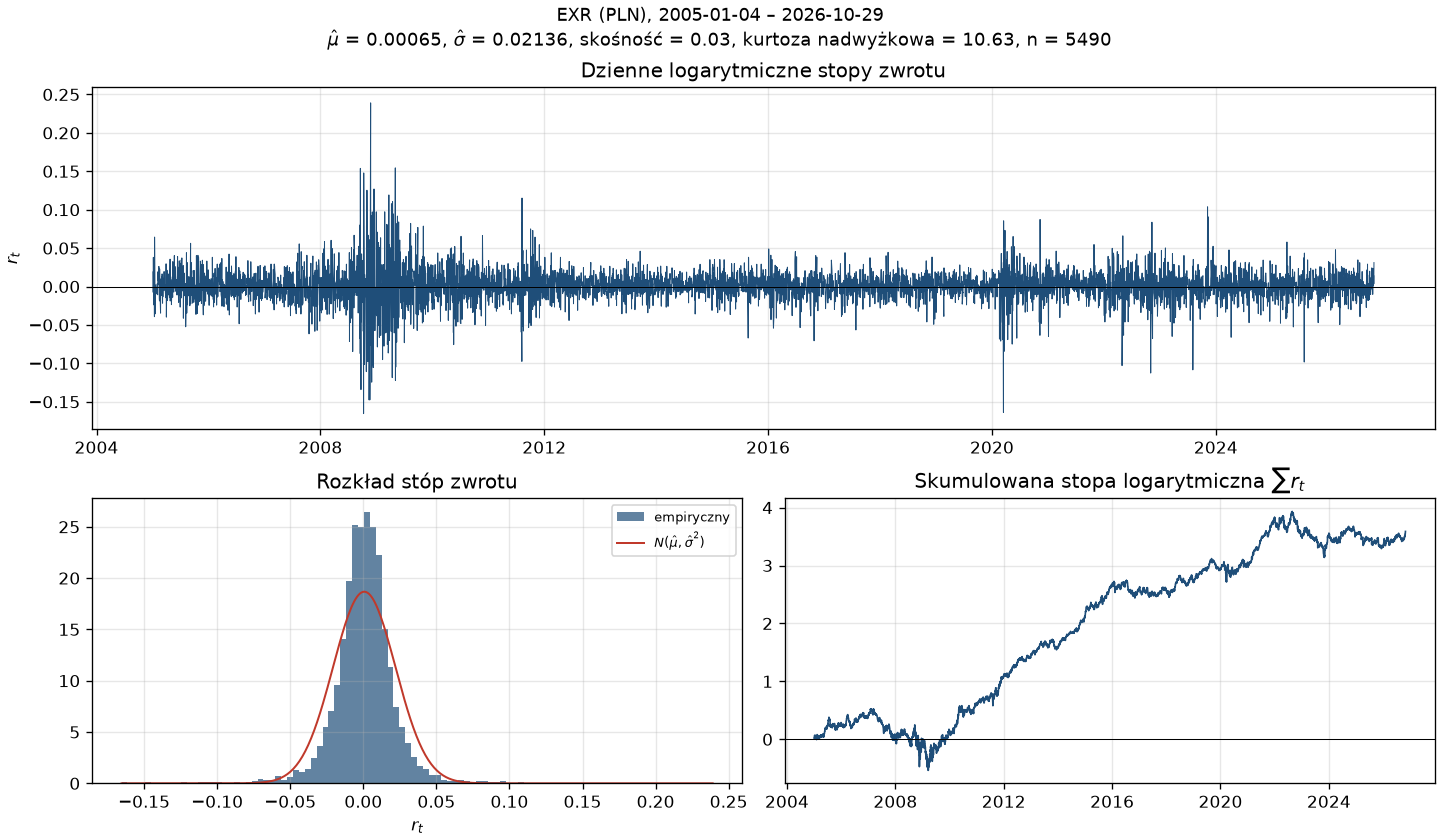 EXR (PLN), 2005-01-04 – 2026-10-29
μ̂ = 0.00065, σ̂ = 0.02136, skośność = 0.03, kurtoza nadwyżkowa = 10.63, n = 5490
Dzienne logarytmiczne stopy zwrotu
0.25
0.20
0.15
0.10
0.05
0.00
−0.05
−0.10
−0.15
r_t
2004 2008 2012 2016 2020 2024
Rozkład stóp zwrotu
empiryczny
N(μ̂, σ̂²)
25
20
15
10
5
0
−0.15 −0.10 −0.05 0.00 0.05 0.10 0.15 0.20 0.25
r_t
Skumulowana stopa logarytmiczna ∑r_t
4
3
2
1
0
2004 2008 2012 2016 2020 2024